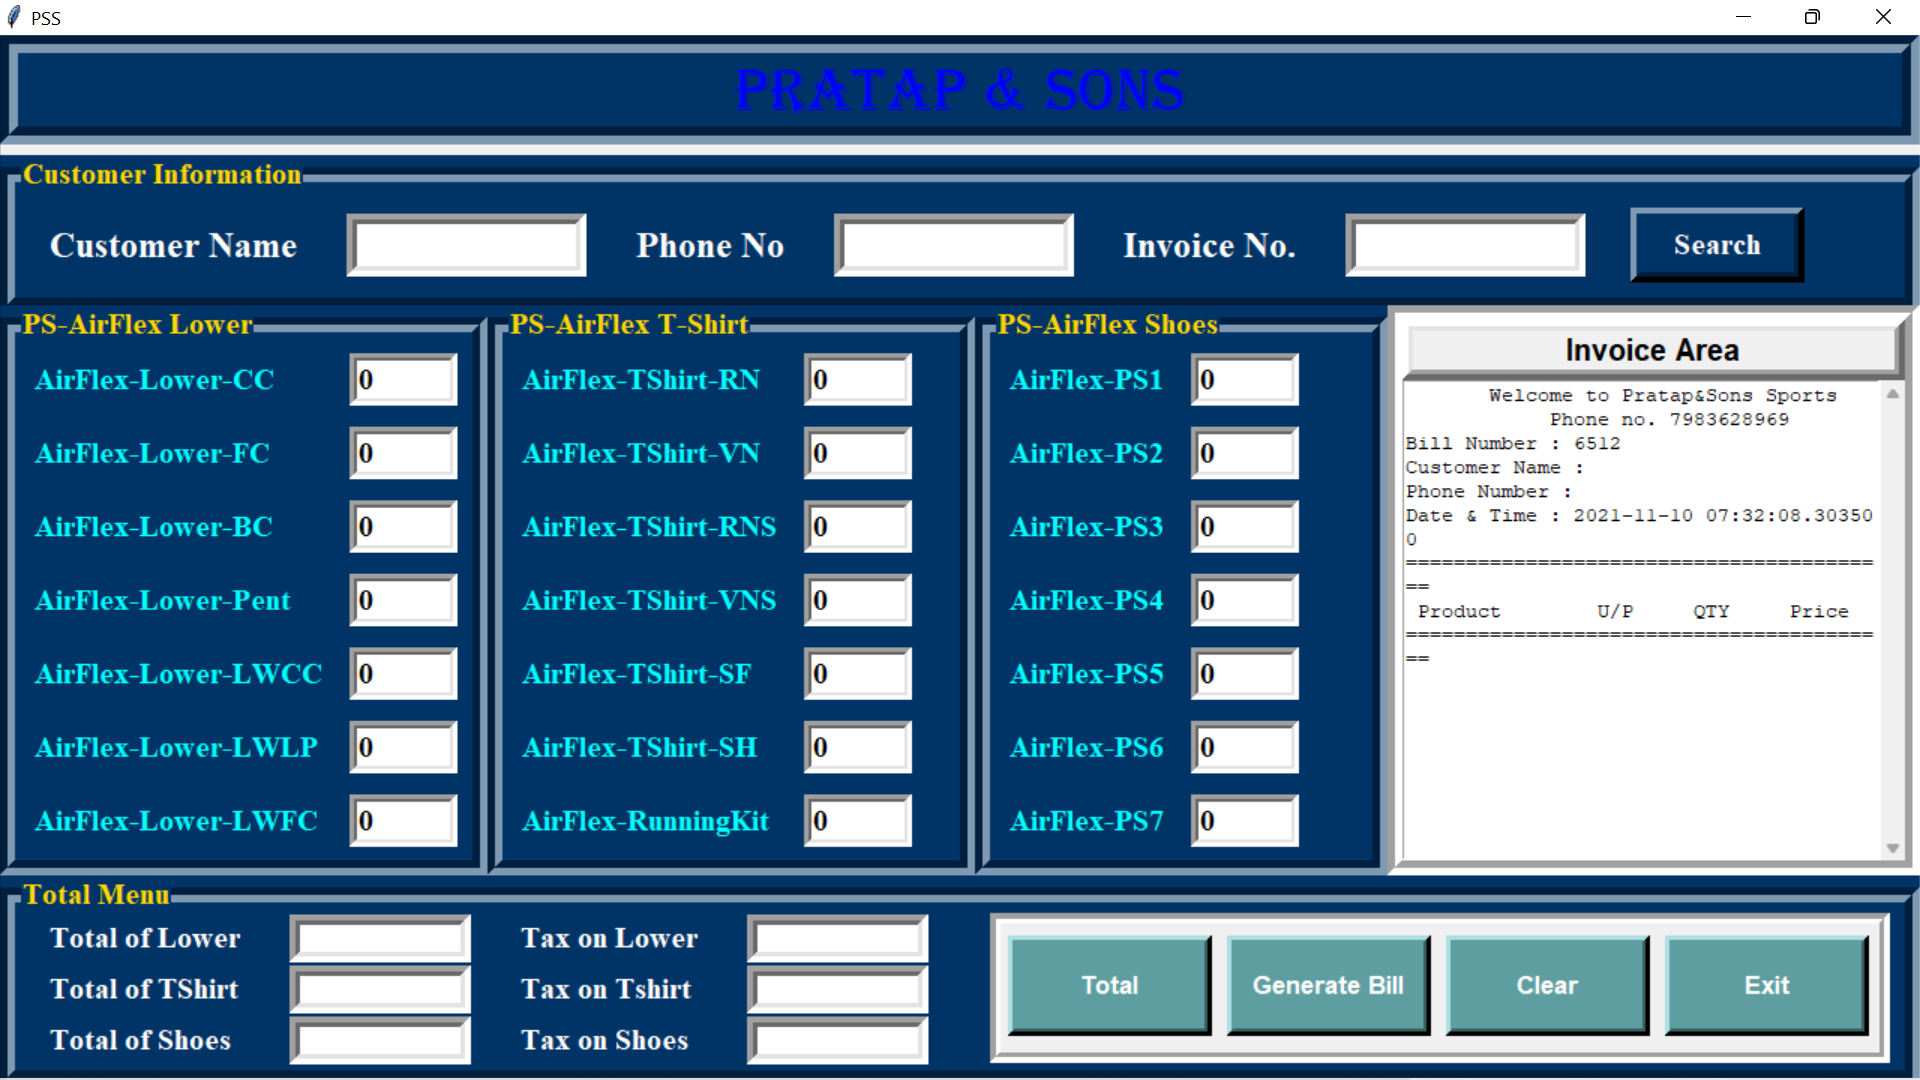 PSS
PRATAP & SONS
Customer Information
Customer Name
Phone No
Invoice No.
Search
PS-AirFlex Lower
AirFlex-Lower-CC 0
AirFlex-Lower-FC 0
AirFlex-Lower-BC 0
AirFlex-Lower-Pent 0
AirFlex-Lower-LWCC 0
AirFlex-Lower-LWLP 0
AirFlex-Lower-LWFC 0
PS-AirFlex T-Shirt
AirFlex-TShirt-RN 0
AirFlex-TShirt-VN 0
AirFlex-TShirt-RNS 0
AirFlex-TShirt-VNS 0
AirFlex-TShirt-SF 0
AirFlex-TShirt-SH 0
AirFlex-RunningKit 0
PS-AirFlex Shoes
AirFlex-PS1 0
AirFlex-PS2 0
AirFlex-PS3 0
AirFlex-PS4 0
AirFlex-PS5 0
AirFlex-PS6 0
AirFlex-PS7 0
Invoice Area
Welcome to Pratap&Sons Sports
Phone no. 7983628969
Bill Number : 6512
Customer Name :
Phone Number :
Date & Time : 2021-11-10 07:32:08.30350
0
=======================================
==
Product U/P QTY Price
=======================================
==
Total Menu
Total of Lower
Total of TShirt
Total of Shoes
Tax on Lower
Tax on Tshirt
Tax on Shoes
Total
Generate Bill
Clear
Exit